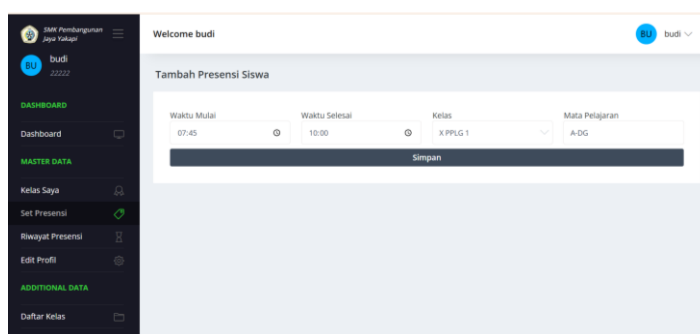 SMK Pembangunan
Jaya Yakapi
BU
budi
22222
DASHBOARD
Dashboard
MASTER DATA
Kelas Saya
Set Presensi
Riwayat Presensi
Edit Profil
ADDITIONAL DATA
Daftar Kelas
Welcome budi
BU budi
Tambah Presensi Siswa
Waktu Mulai Waktu Selesai Kelas Mata Pelajaran
07:45 10:00 X PPLG 1 A-DG
Simpan